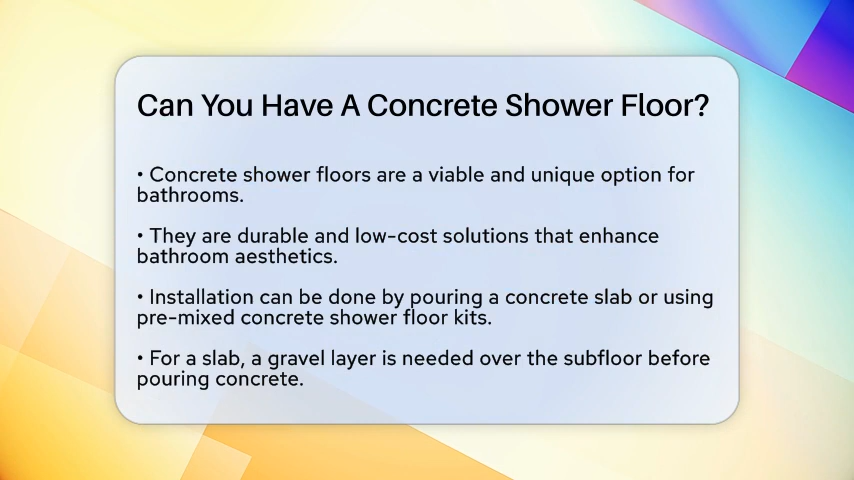 Can You Have A Concrete Shower Floor?
• Concrete shower floors are a viable and unique option for
bathrooms.
• They are durable and low-cost solutions that enhance
bathroom aesthetics.
• Installation can be done by pouring a concrete slab or using
pre-mixed concrete shower floor kits.
• For a slab, a gravel layer is needed over the subfloor before
pouring concrete.